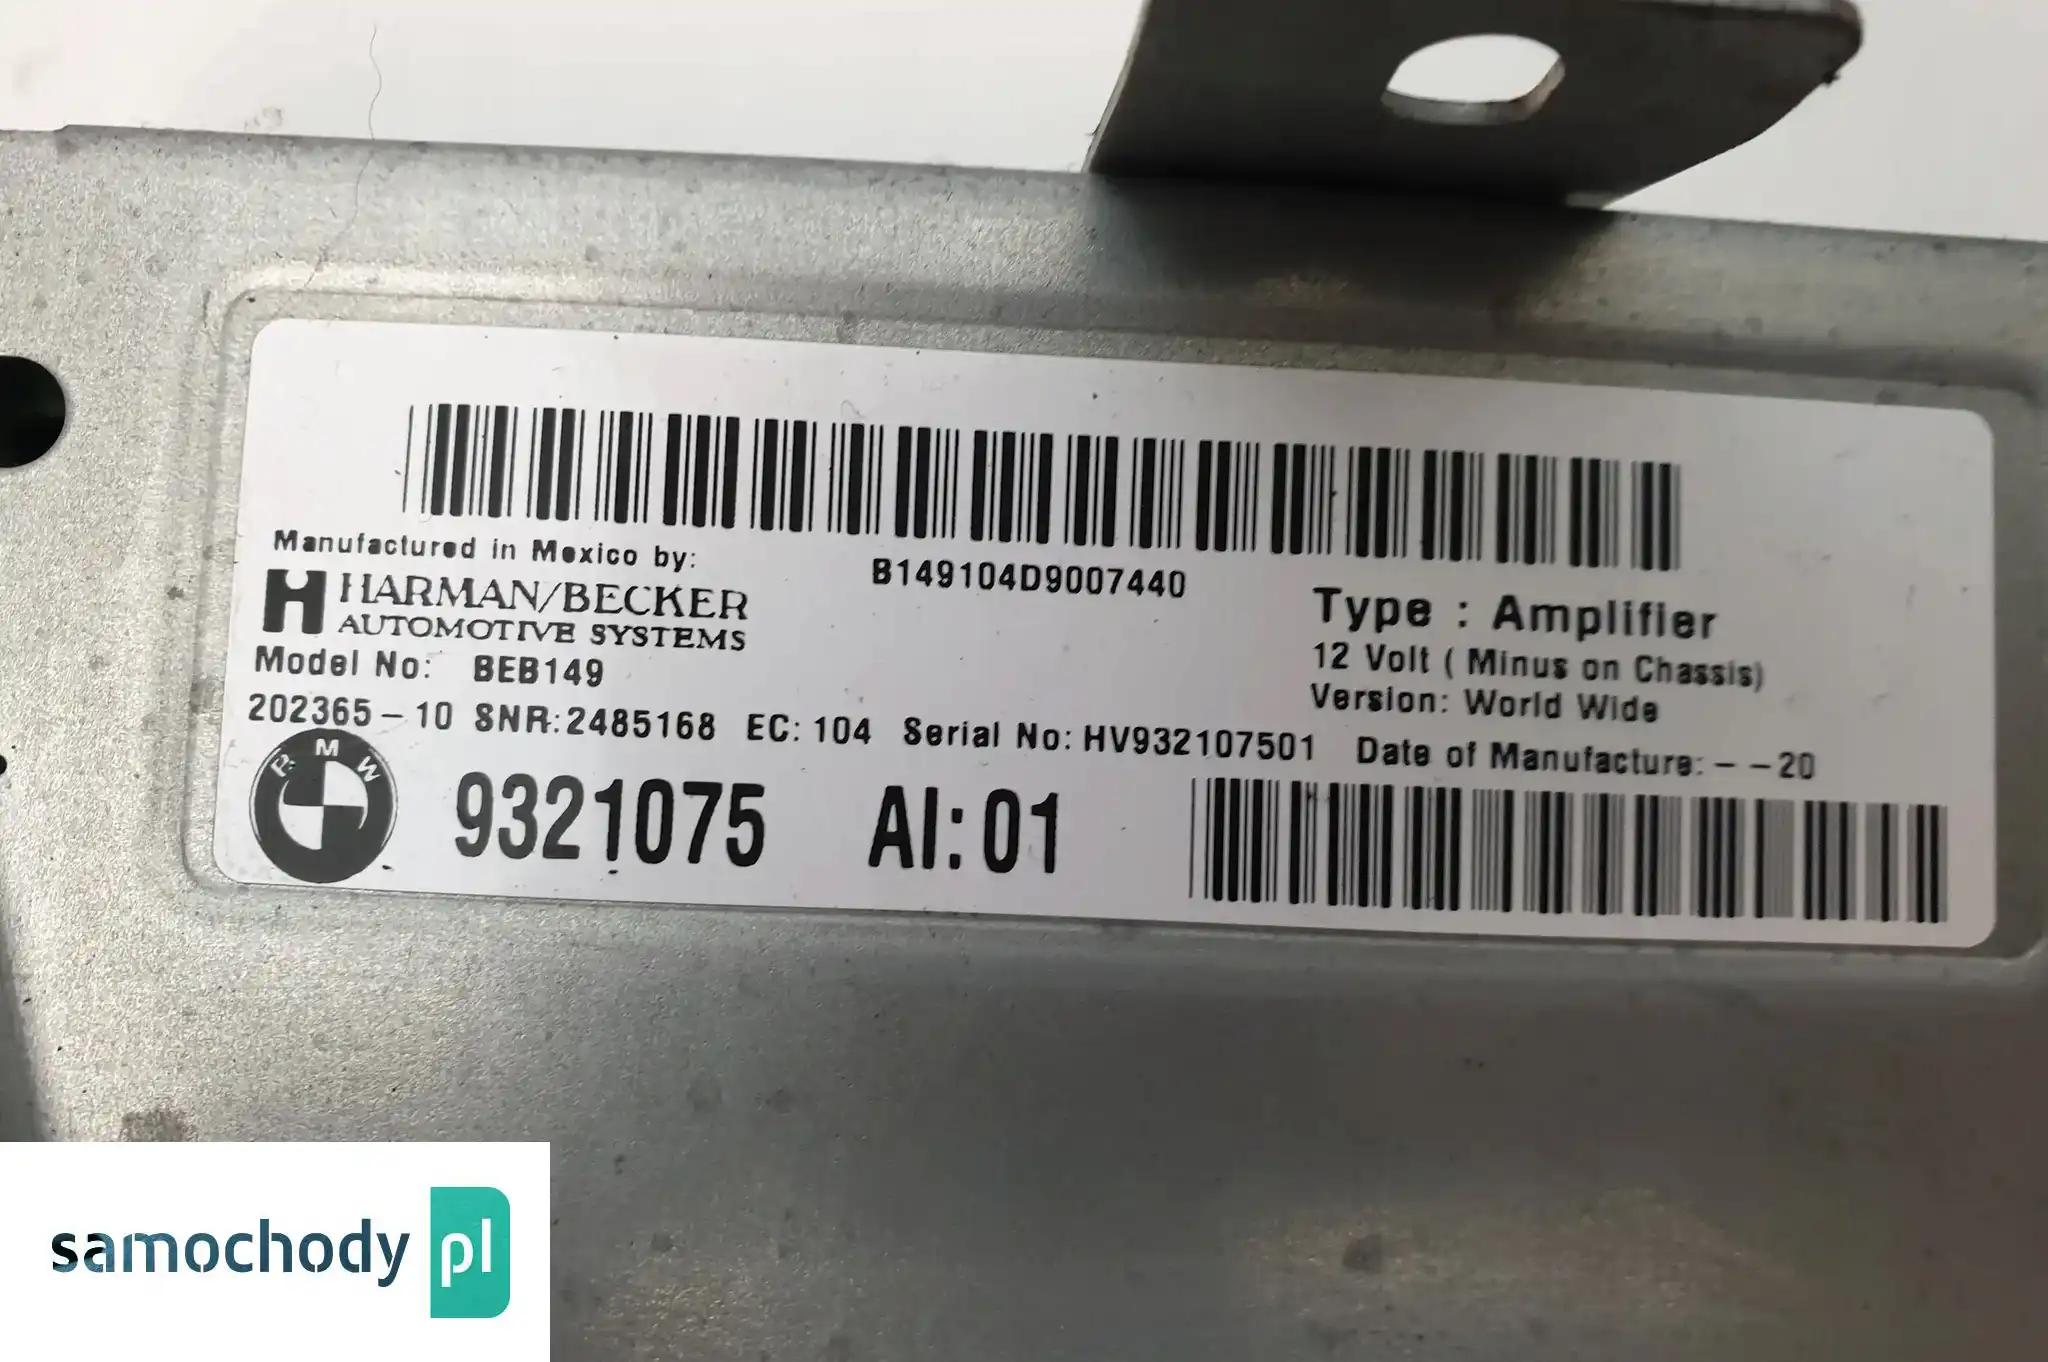 Manufactured in Mexico by:
B149104D9007440
HARMAN/BECKER
AUTOMOTIVE SYSTEMS
Type : Amplifier
12 Volt ( Minus on Chassis)
Version: World Wide
Model No: BEB149
202365-10 SNR:2485168 EC: 104 Serial No: HV932107501 Date of Manufacture: - -20
BMW
9321075 AI: 01
samochody pl